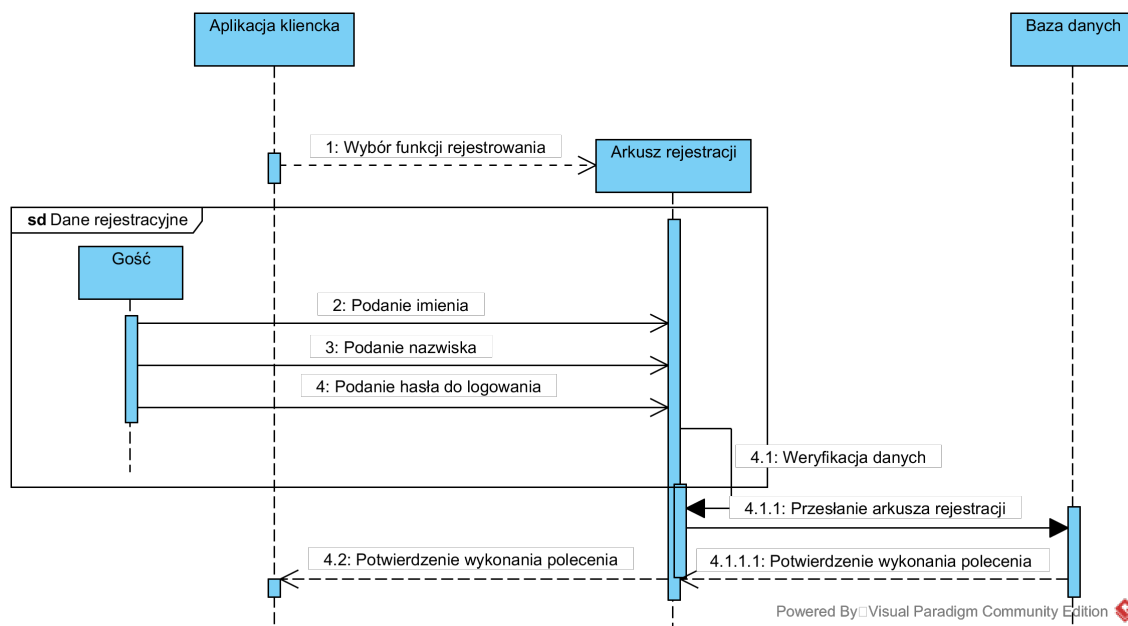 Aplikacja kliencka
Baza danych
1: Wybór funkcji rejestrowania
Arkusz rejestracji
sd Dane rejestracyjne
Gość
2: Podanie imienia
3: Podanie nazwiska
4: Podanie hasła do logowania
4.1: Weryfikacja danych
4.1.1: Przesłanie arkusza rejestracji
4.2: Potwierdzenie wykonania polecenia
4.1.1.1: Potwierdzenie wykonania polecenia
Powered By□Visual Paradigm Community Edition